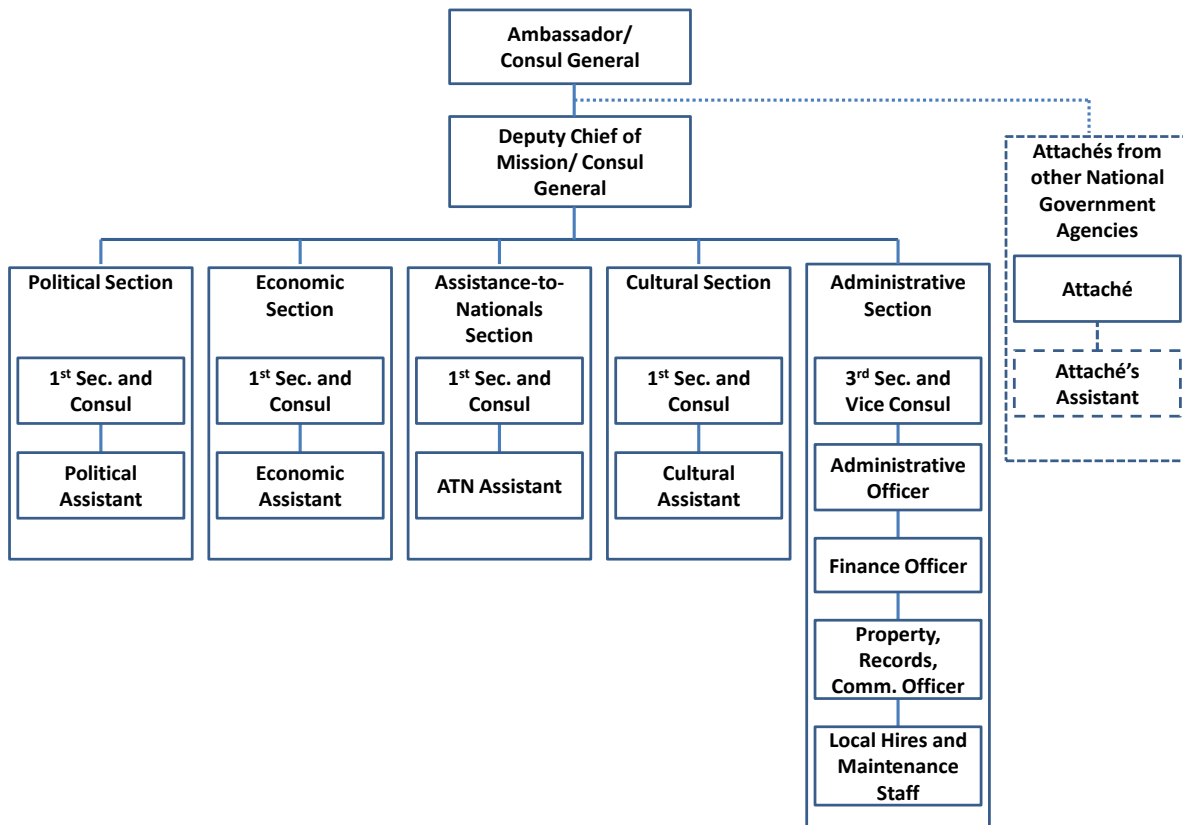 Ambassador/
Consul General
Deputy Chief of
Mission/ Consul
General
Attachés from
other National
Government
Agencies
Attaché
Attaché's
Assistant
Political Section
1st Sec. and
Consul
Political
Assistant
Economic
Section
1st Sec. and
Consul
Economic
Assistant
Assistance-to-
Nationals
Section
1st Sec. and
Consul
ATN Assistant
Cultural Section
1st Sec. and
Consul
Cultural
Assistant
Administrative
Section
3rd Sec. and
Vice Consul
Administrative
Officer
Finance Officer
Property,
Records,
Comm. Officer
Local Hires and
Maintenance
Staff